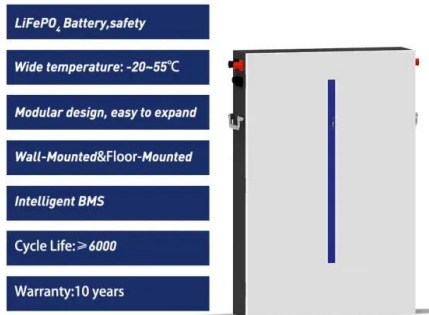 LiFePO₄ Battery,safety
Wide temperature: -20~55℃
Modular design, easy to expand
Wall-Mounted&Floor-Mounted
Intelligent BMS
Cycle Life:≥6000
Warranty:10 years